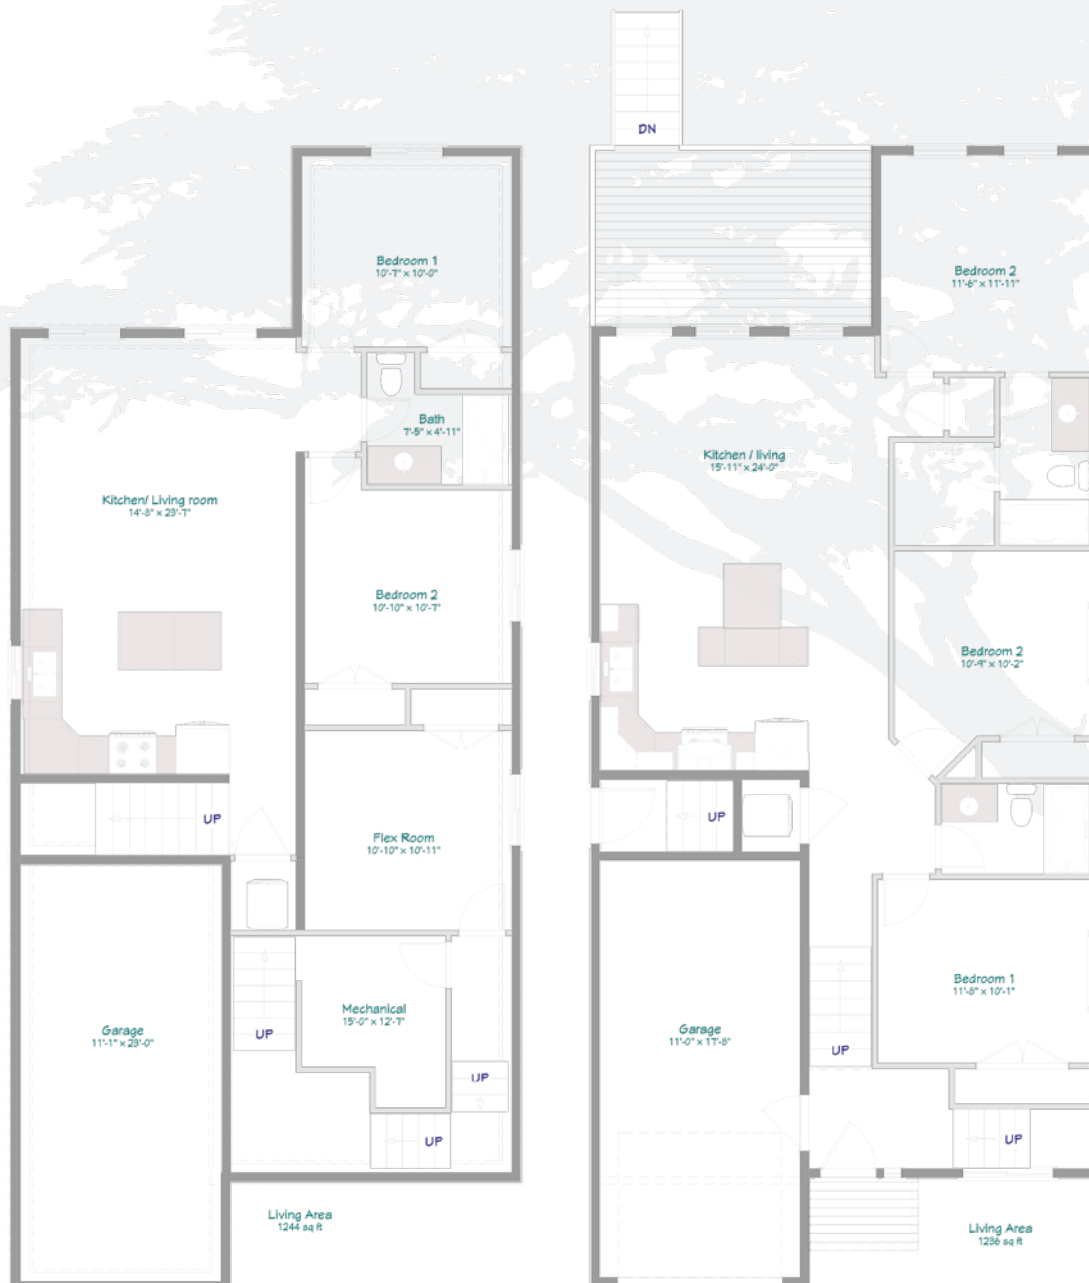 DN
Bedroom 1
10'-7" x 10'-0"
Bath
7'-5" x 4'-11"
Kitchen/ Living room
14'-8" x 23'-7"
Bedroom 2
10'-10" x 10'-7"
UP
Flex Room
10'-10" x 10'-11"
Mechanical
15'-0" x 12'-7"
UP
UP
UP
Garage
11'-1" x 23'-0"
Living Area
1244 sq ft
Bedroom 2
11'-6" x 11'-11"
Kitchen / living
15'-11" x 24'-0"
Bedroom 2
10'-9" x 10'-2"
UP
Bedroom 1
11'-8" x 10'-1"
Garage
11'-0" x 17'-8"
UP
UP
Living Area
1236 sq ft